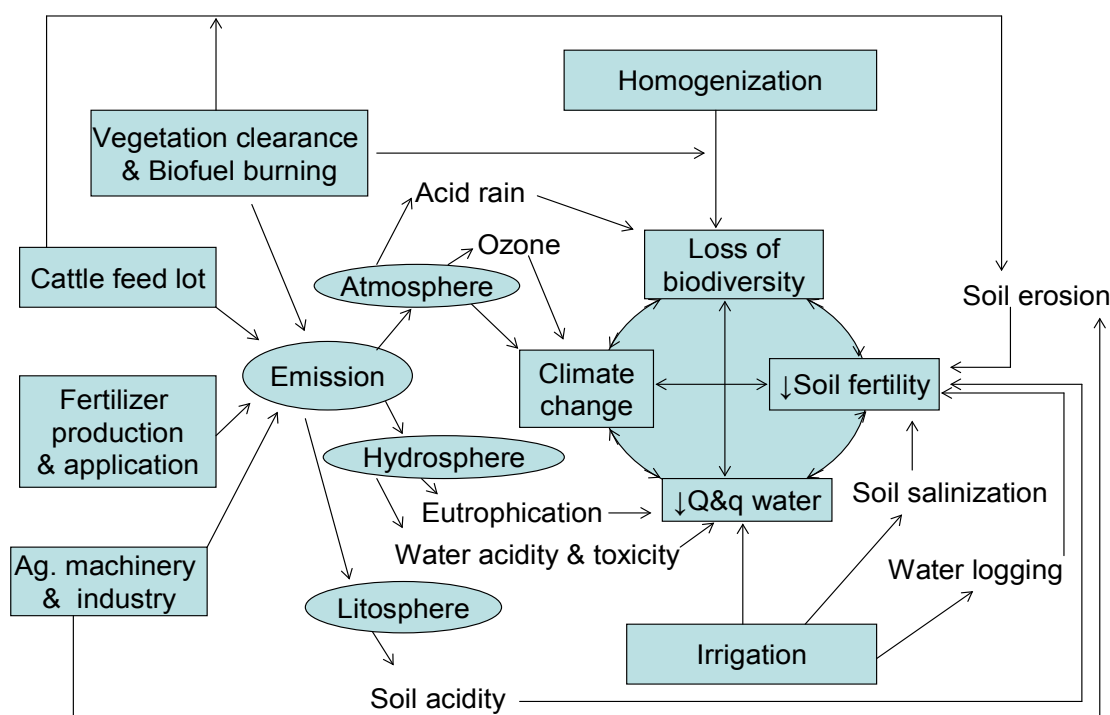 Homogenization
Vegetation clearance
& Biofuel burning
Acid rain
Ozone
Loss of
biodiversity
Cattle feed lot
Atmosphere
Soil erosion
Emission
Climate
change
↓Soil fertility
Fertilizer
production
& application
Hydrosphere
Eutrophication
↓Q&q water
Soil salinization
Water acidity & toxicity
Water logging
Ag. machinery
& industry
Litosphere
Irrigation
Soil acidity